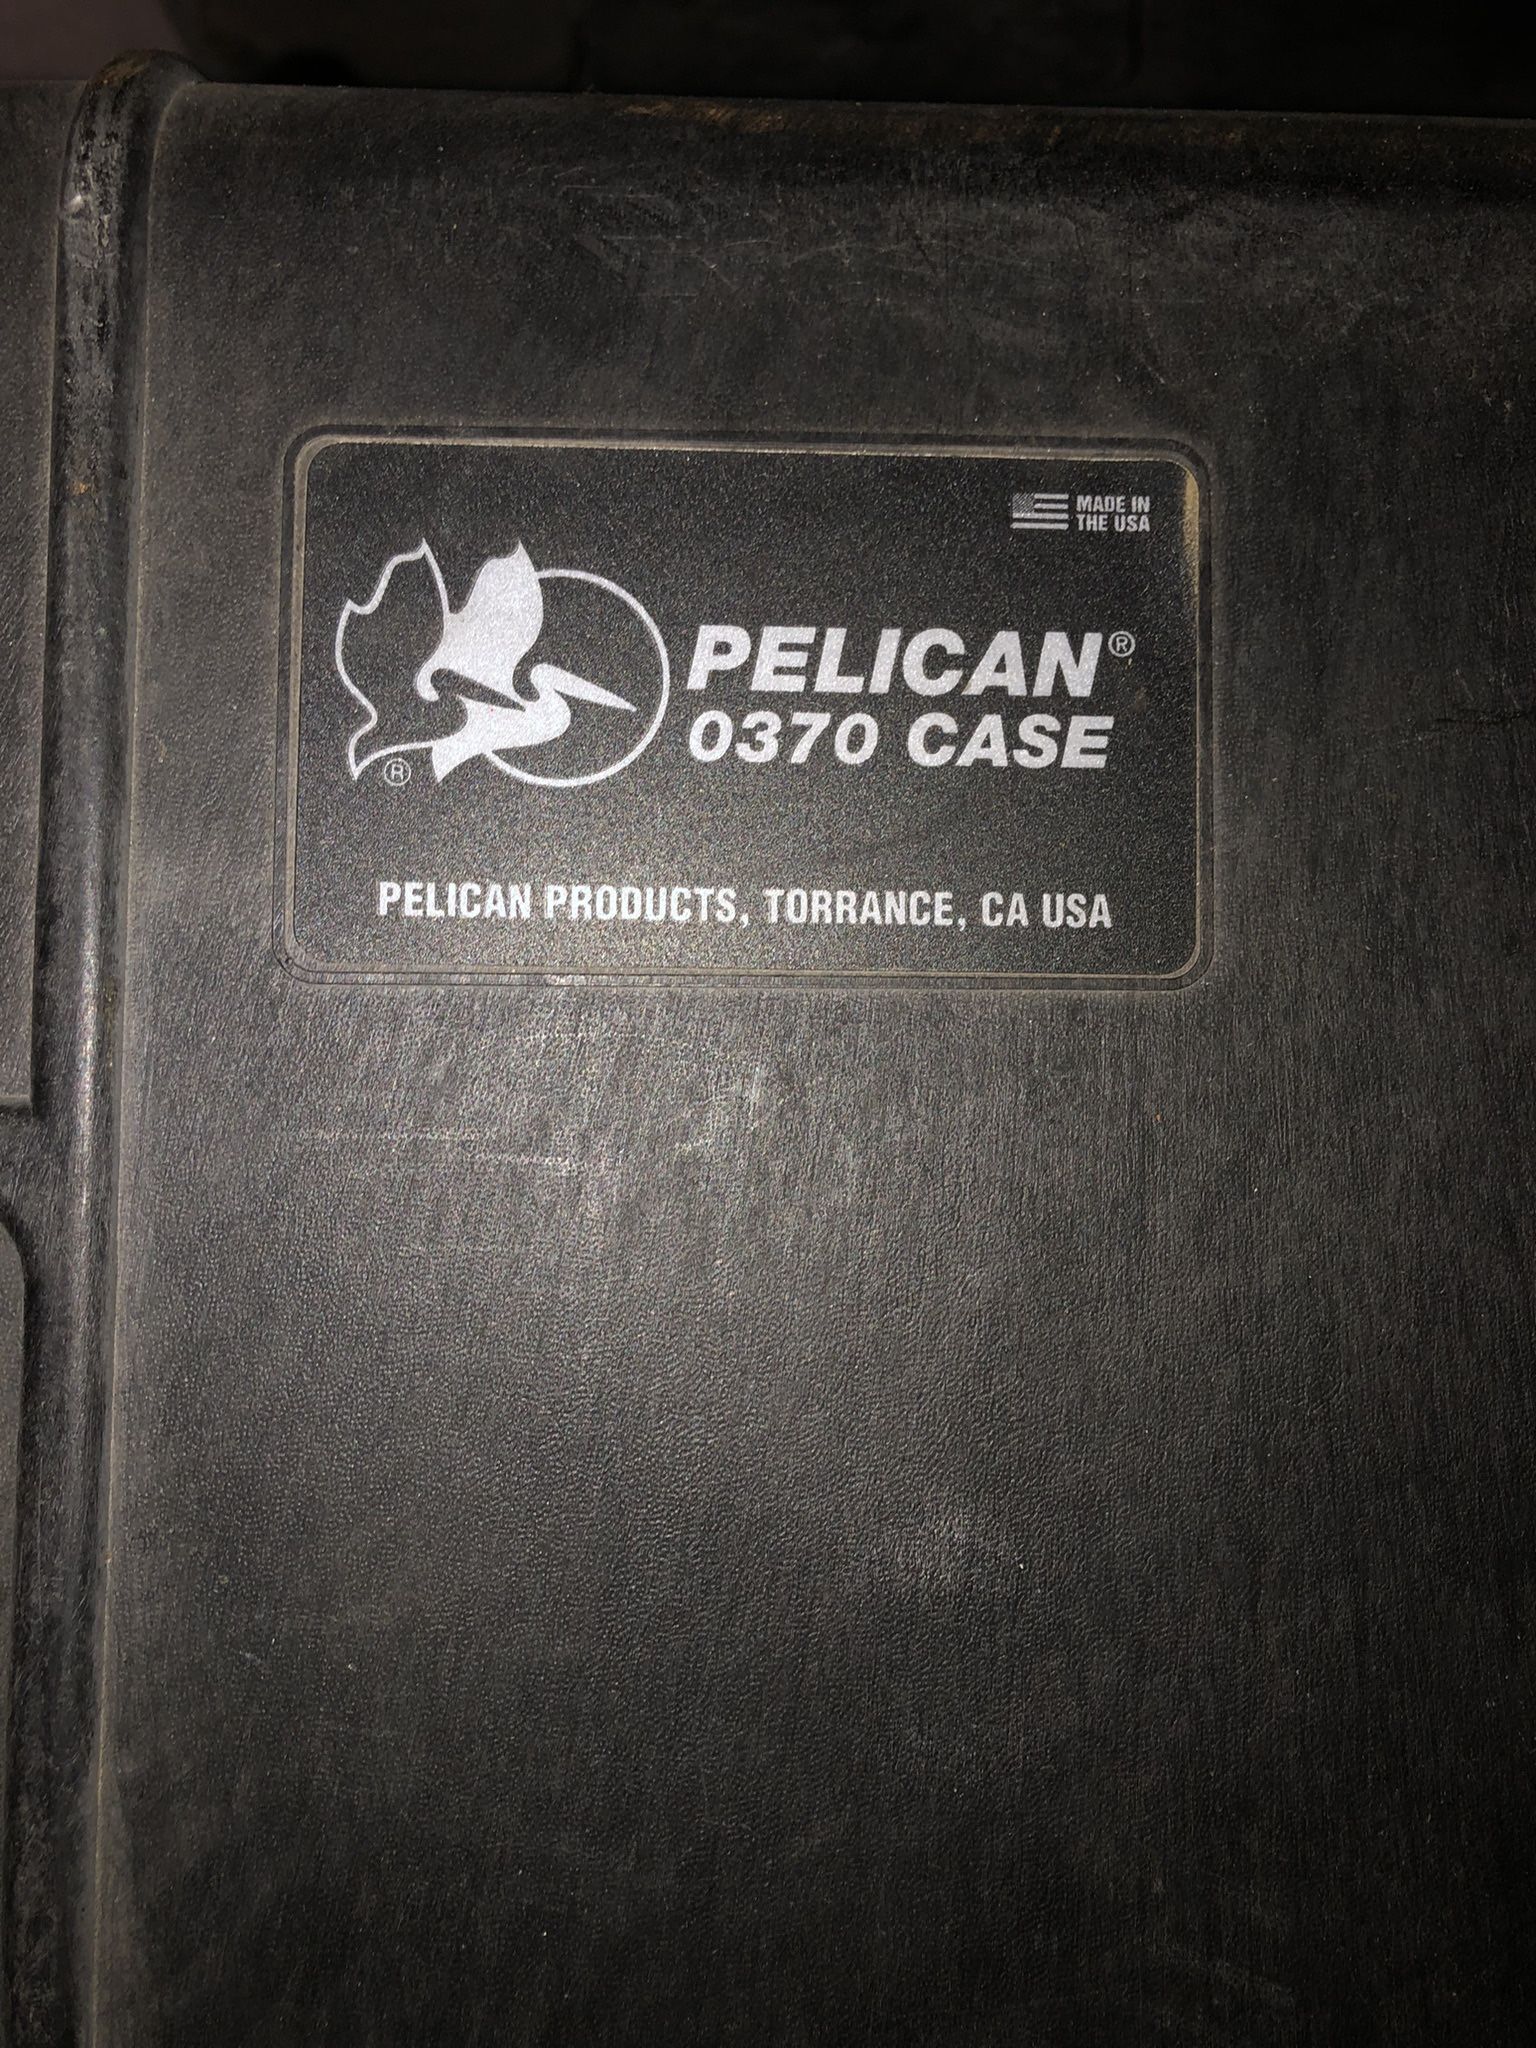 MADE IN
THE USA
PELICAN®
0370 CASE
®
PELICAN PRODUCTS, TORRANCE, CA USA